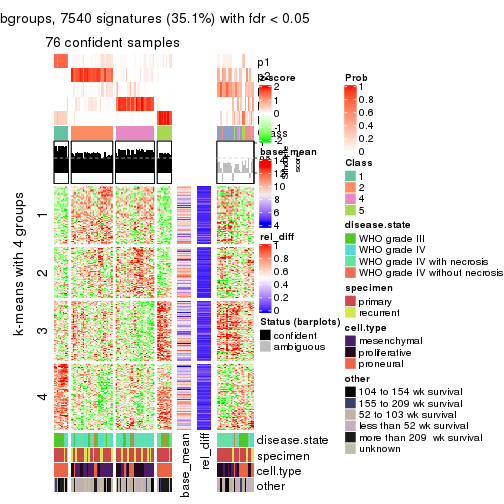 bgroups, 7540 signatures (35.1%) with fdr < 0.05
76 confident samples
p1
z-score
2
1
0
-1
-2
base_mean
14
12
10
8
6
4
rel_diff
1
0.8
0.6
0.4
0.2
0
Status (barplots)
confident
ambiguous
Prob
1
0.8
0.6
0.4
0.2
0
Class
1
2
4
5
disease.state
WHO grade III
WHO grade IV
WHO grade IV with necrosis
WHO grade IV without necrosis
specimen
primary
recurrent
cell.type
mesenchymal
proliferative
proneural
other
104 to 154 wk survival
155 to 209 wk survival
52 to 103 wk survival
less than 52 wk survival
more than 209 wk survival
unknown
k-means with 4 groups
1
2
3
4
base_mean
rel_diff
disease.state
specimen
cell.type
other